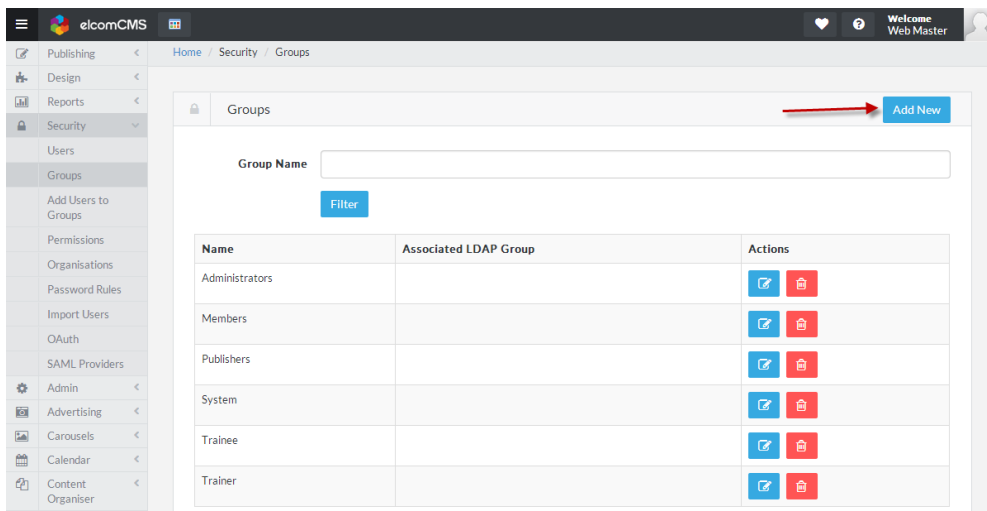 elcomCMS
Welcome
Web Master
Publishing
Design
Reports
Security
Users
Groups
Add Users to
Groups
Permissions
Organisations
Password Rules
Import Users
OAuth
SAML Providers
Admin
Advertising
Carousels
Calendar
Content
Organiser
Home / Security / Groups
Groups
Add New
Group Name
Filter
Name Associated LDAP Group Actions
Administrators
Members
Publishers
System
Trainee
Trainer